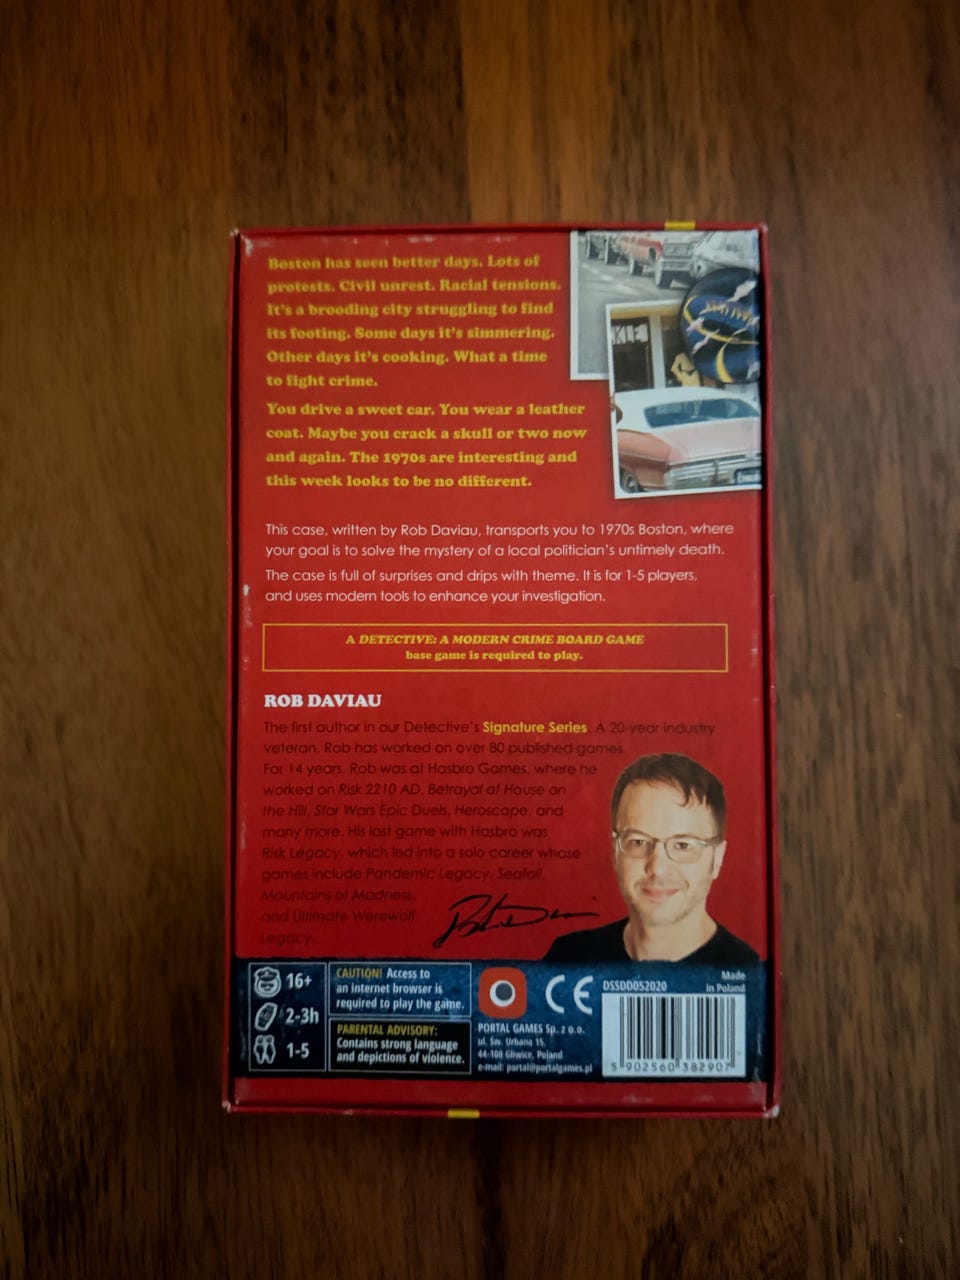 Boston has seen better days. Lots of
protests. Civil unrest. Racial tensions.
It's a brooding city struggling to find
its footing. Some days it's simmering.
Other days it's cooking. What a time
to fight crime.
You drive a sweet car. You wear a leather
coat. Maybe you crack a skull or two now
and again. The 1970s are interesting and
this week looks to be no different.
KLE
This case, written by Rob Daviau, transports you to 1970s Boston, where
your goal is to solve the mystery of a local politician's untimely death.
The case is full of surprises and drips with theme. It is for 1-5 players,
and uses modern tools to enhance your investigation.
A DETECTIVE: A MODERN CRIME BOARD GAME
base game is required to play.
ROB DAVIAU
The first author in our Detective's Signature Series. A 20-year industry
veteran, Rob has worked on over 80 published games.
For 14 years, Rob was at Hasbro Games, where he
worked on Risk 2210 AD, Betrayal at House on
the Hill, Star Wars Epic Duels, Heroscape, and
many more. His last game with Hasbro was
Risk Legacy, which led into a solo career whose
games include Pandemic Legacy, Seafall,
Mountains of Madness,
and Ultimate Werewolf
Legacy.
16+
2-3h
1-5
CAUTION! Access to
an internet browser is
required to play the game.
PARENTAL ADVISORY:
Contains strong language
and depictions of violence.
CE
PORTAL GAMES Sp. z o.o.
ul. Św. Urbana 15,
44-100 Gliwice, Poland
e-mail: portal@portalgames.pl
Made
in Poland
DSSDD052020
5 902560 382907